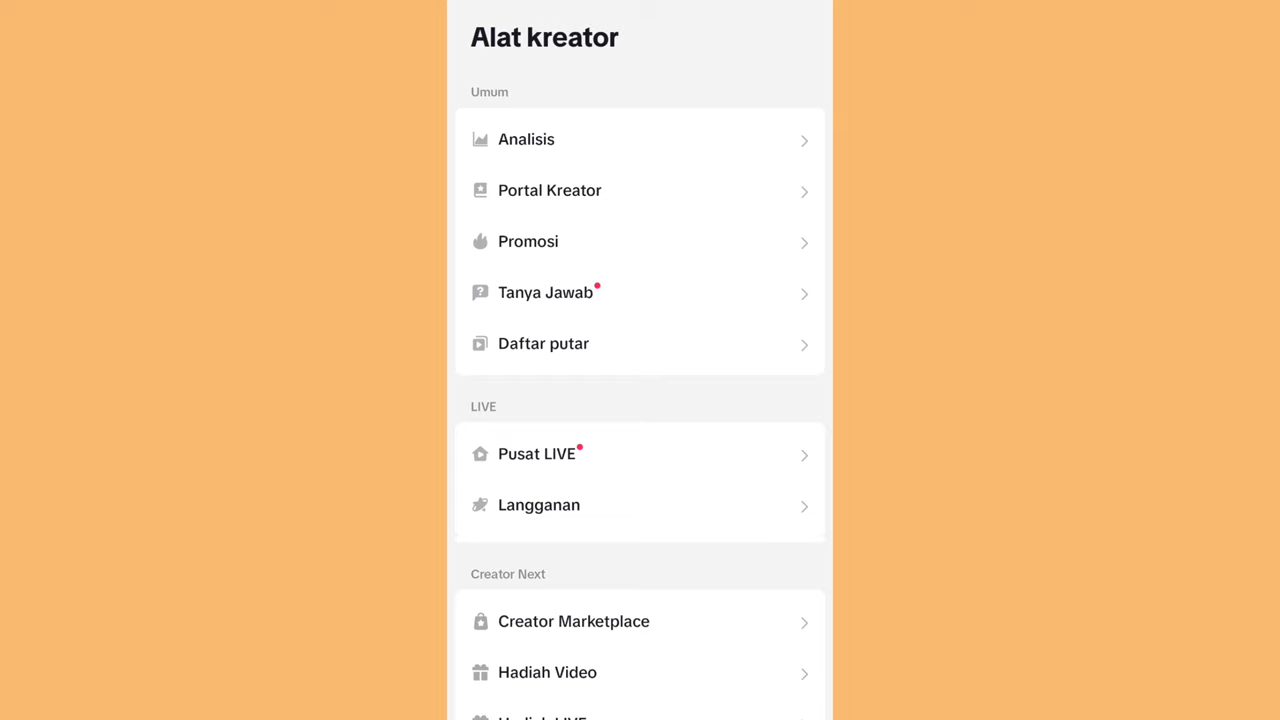 Alat kreator
Umum
Analisis
Portal Kreator
Promosi
Tanya Jawab
Daftar putar
LIVE
Pusat LIVE
Langganan
Creator Next
Creator Marketplace
Hadiah Video